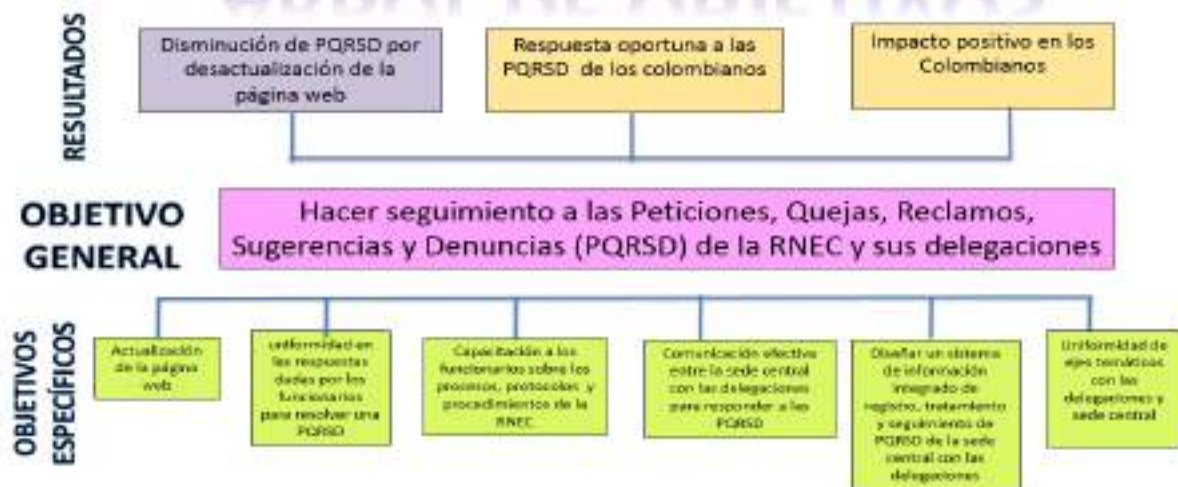 ÁRBOL DE OBJETIVOS
RESULTADOS
Disminución de PQRSD por
desactualización de la
página web
Respuesta oportuna a las
PQRSD de los colombianos
Impacto positivo en los
Colombianos
OBJETIVO
GENERAL
Hacer seguimiento a las Peticiones, Quejas, Reclamos,
Sugerencias y Denuncias (PQRSD) de la RNEC y sus delegaciones
OBJETIVOS
ESPECÍFICOS
Actualización
de la página
web
uniformidad en
las respuestas
dadas por los
funcionarios
para resolver una
PQRSD
Capacitación a los
funcionarios sobre los
procesos, protocolos y
procedimientos de la
RNEC
Comunicación efectiva
entre la sede central
con las delegaciones
para responder a las
PQRSD
Diseñar un sistema
de información
integrado de
registro, tratamiento
y seguimiento de
PQRSD de la sede
central con las
delegaciones
Uniformidad de
ejes temáticos
con las
delegaciones y
sede central